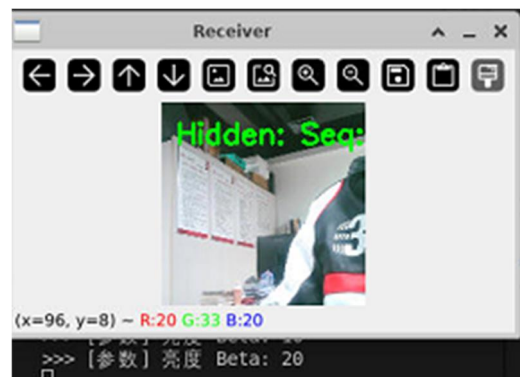 Receiver
Hidden: Seq:
(x=96, y=8) ~ R:20 G:33 B:20
>>> [参数] 亮度 Beta: 20